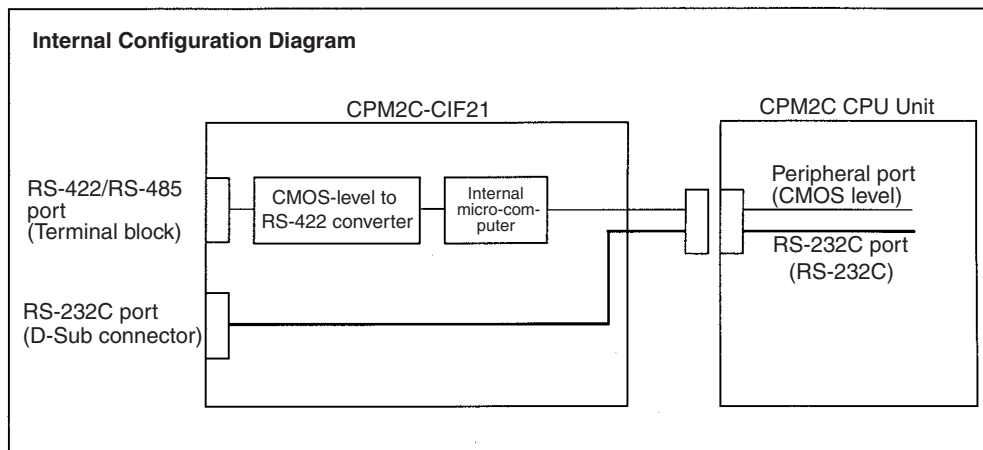 Internal Configuration Diagram
CPM2C-CIF21
CPM2C CPU Unit
RS-422/RS-485
port
(Terminal block)
CMOS-level to
RS-422 converter
Internal
micro-com-
puter
Peripheral port
(CMOS level)
RS-232C port
(RS-232C)
RS-232C port
(D-Sub connector)